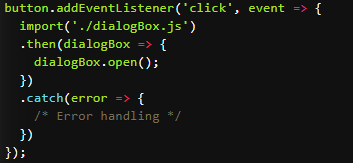 button.addEventListener('click', event => {
  import('./dialogBox.js')
  .then(dialogBox => {
    dialogBox.open();
  })
  .catch(error => {
    /* Error handling */
  })
});